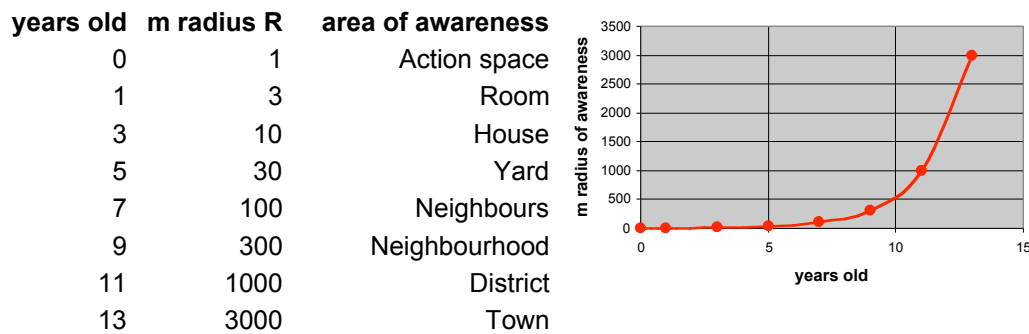 years old m radius R area of awareness
0 1 Action space
1 3 Room
3 10 House
5 30 Yard
7 100 Neighbours
9 300 Neighbourhood
11 1000 District
13 3000 Town
m radius of awareness
3500
3000
2500
2000
1500
1000
500
0
0 5 10 15
years old